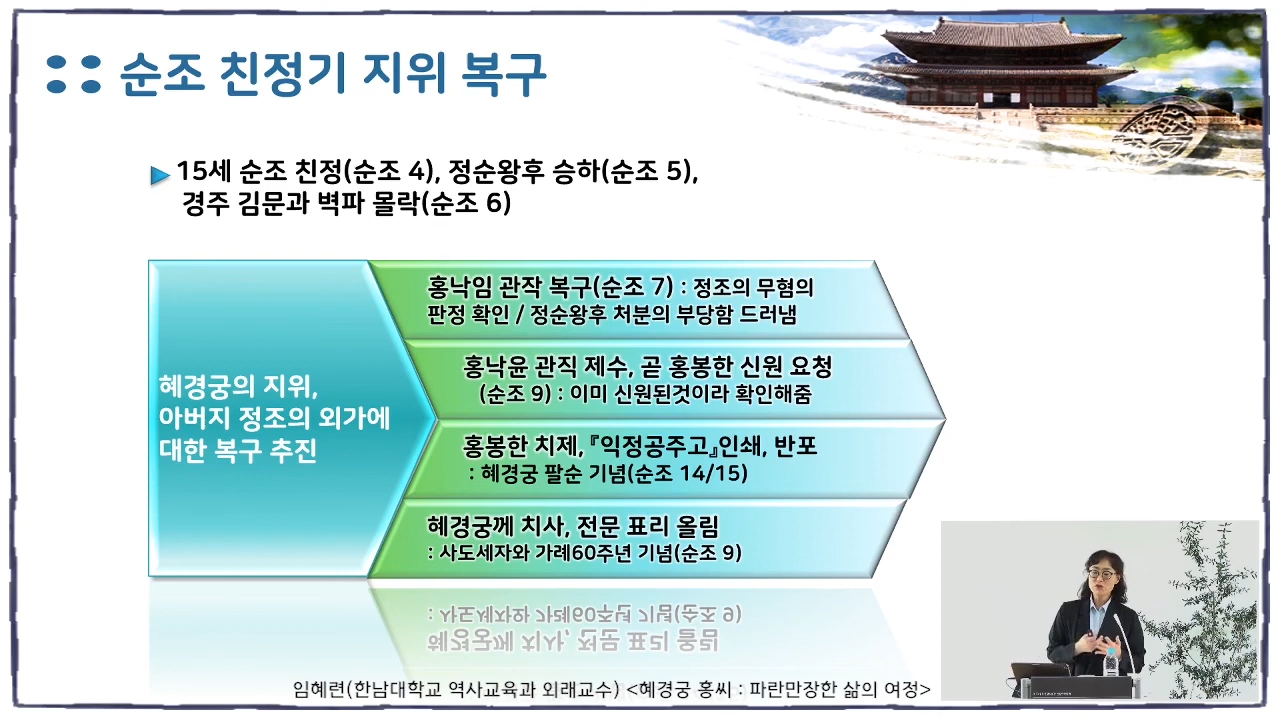 순조 친정기 지위 복구
15세 순조 친정(순조 4), 정순왕후 승하(순조 5),
경주 김문과 벽파 몰락(순조 6)
홍낙임 관작 복구(순조 7) : 정조의 무혐의
판정 확인 / 정순왕후 처분의 부당함 드러냄
홍낙윤 관직 제수, 곧 홍봉한 신원 요청
(순조 9) : 이미 신원된것이라 확인해줌
혜경궁의 지위,
아버지 정조의 외가에
대한 복구 추진
홍봉한 치제, 『익정공주고』인쇄, 반포
: 혜경궁 팔순 기념(순조 14/15)
혜경궁께 치사, 전문 표리 올림
: 사도세자와 가례60주년 기념(순조 9)
임혜련(한남대학교 역사교육과 외래교수) <혜경궁 홍씨 : 파란만장한 삶의 여정>